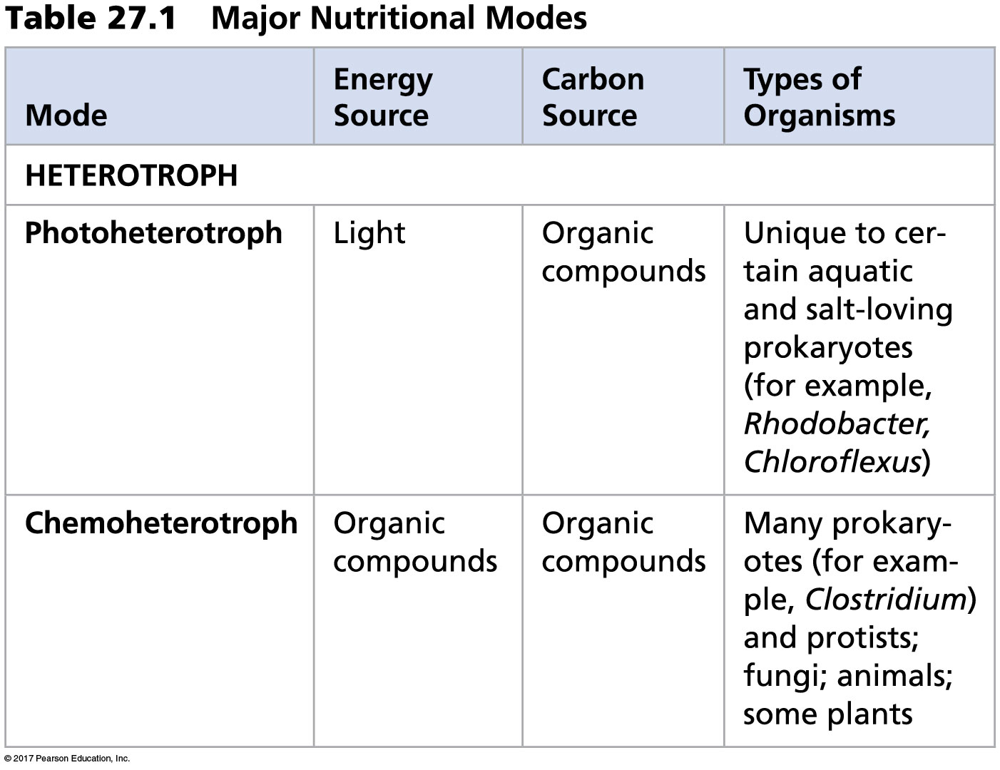 Table 27.1 Major Nutritional Modes
Mode
Energy
Source
Carbon
Source
Types of
Organisms
HETEROTROPH
Photoheterotroph
Light
Organic
compounds
Unique to cer-
tain aquatic
and salt-loving
prokaryotes
(for example,
Rhodobacter,
Chloroflexus)
Chemoheterotroph
Organic
compounds
Organic
compounds
Many prokary-
otes (for exam-
ple, Clostridium)
and protists;
fungi; animals;
some plants
© 2017 Pearson Education, Inc.